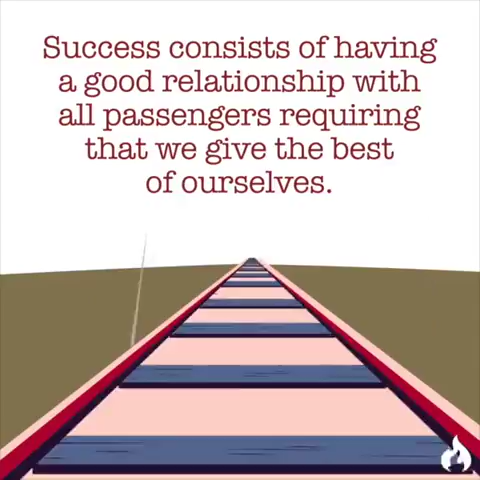 Success consists of having
a good relationship with
all passengers requiring
that we give the best
of ourselves.